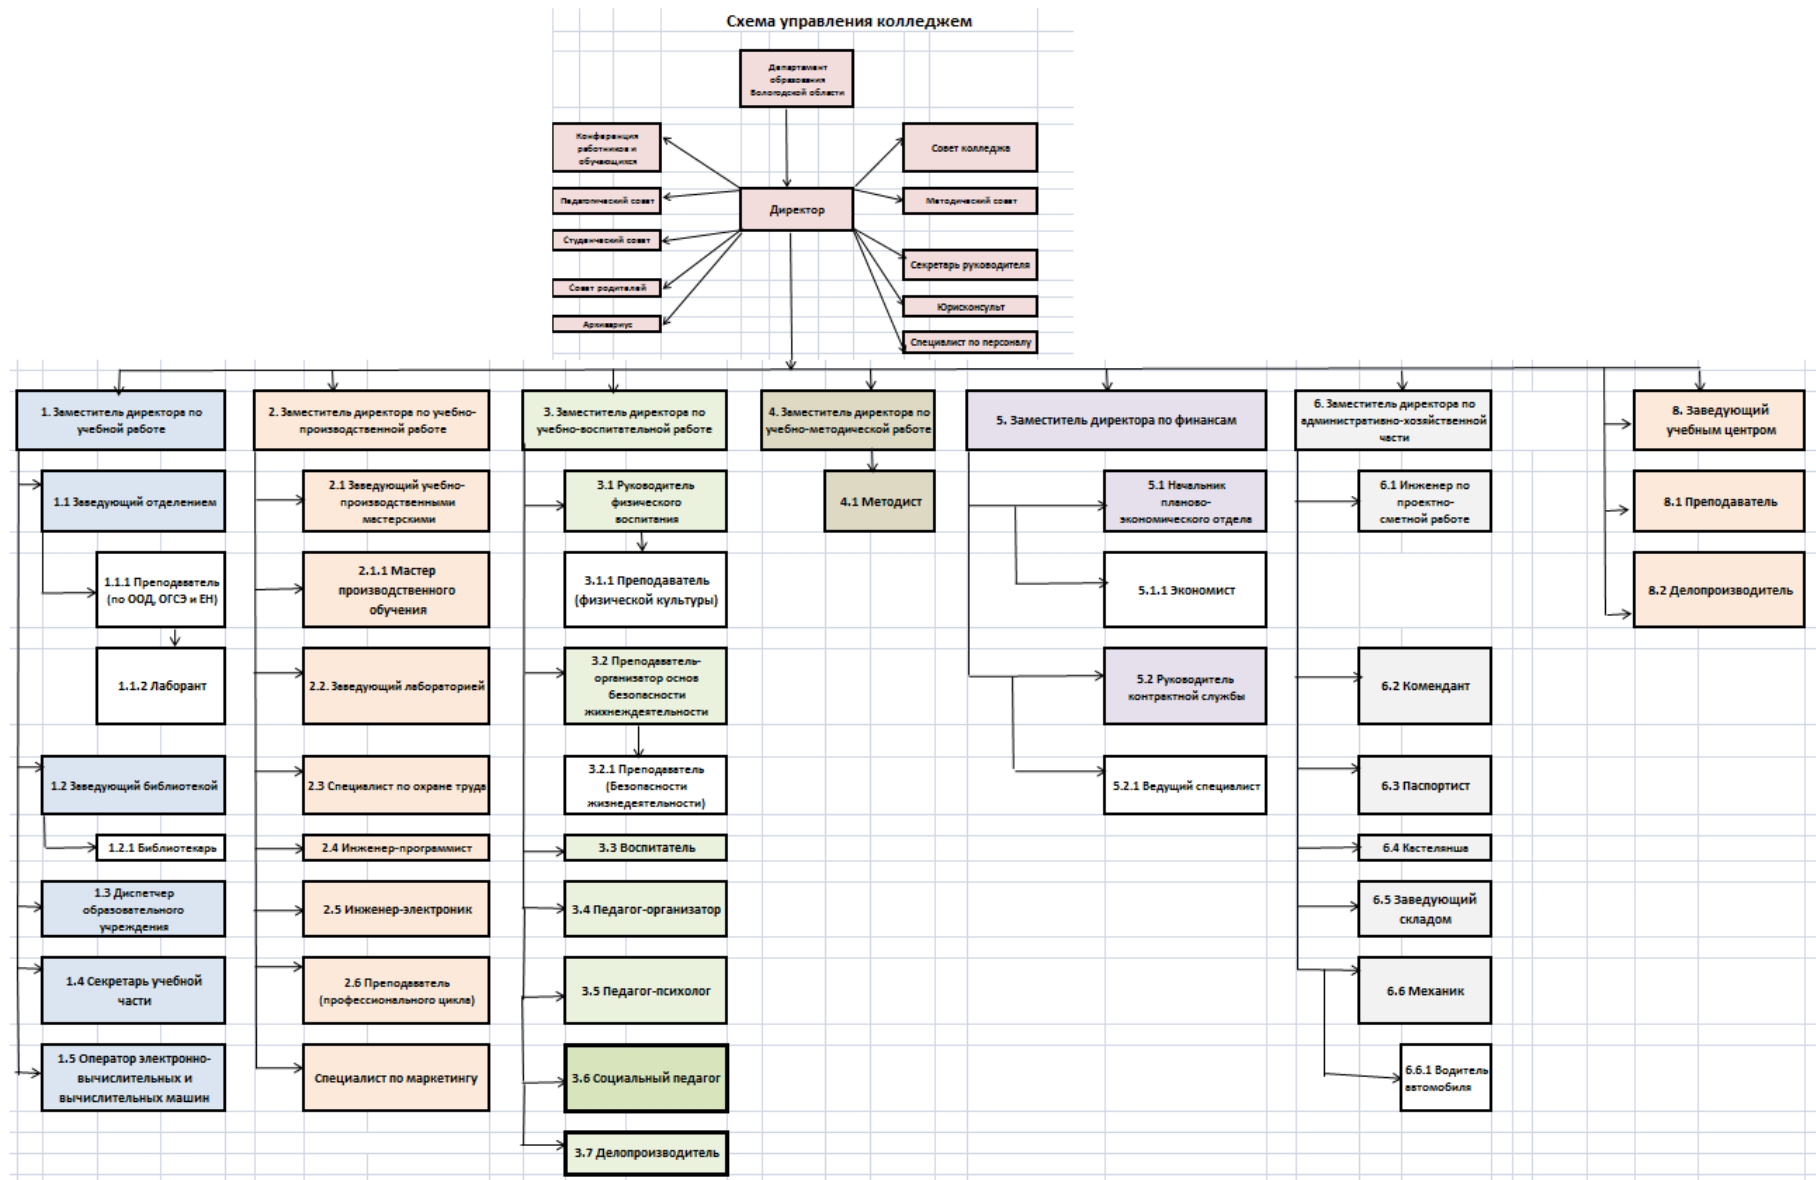 Схема управления колледжем
Департамент
образования
Вологодской области
Конференция
работников и
обучающихся
Совет колледжа
Педагогический совет
Директор
Методический совет
Студенческий совет
Секретарь руководителя
Совет родителей
Юрисконсульт
Архивариус
Специалист по персоналу
1. Заместитель директора по
учебной работе
1.1 Заведующий отделением
1.1.1 Преподаватель
(по ООД, ОГСЭ и ЕН)
1.1.2 Лаборант
1.2 Заведующий библиотекой
1.2.1 Библиотекарь
1.3 Диспетчер
образовательного
учреждения
1.4 Секретарь учебной
части
1.5 Оператор электронно-
вычислительных и
вычислительных машин
2. Заместитель директора по учебно-
производственной работе
2.1 Заведующий учебно-
производственными
мастерскими
2.1.1 Мастер
производственного
обучения
2.2. Заведующий лабораторией
2.3 Специалист по охране труда
2.4 Инженер-программист
2.5 Инженер-электроник
2.6 Преподаватель
(профессионального цикла)
Специалист по маркетингу
3. Заместитель директора по
учебно-воспитательной работе
3.1 Руководитель
физического
воспитания
3.1.1 Преподаватель
(физической культуры)
3.2 Преподаватель-
организатор основ
безопасности
жихнеждеятельности
3.2.1 Преподаватель
(Безопасности
жизнедеятельности)
3.3 Воспитатель
3.4 Педагог-организатор
3.5 Педагог-психолог
3.6 Социальный педагог
3.7 Делопроизводитель
4. Заместитель директора по
учебно-методической работе
4.1 Методист
5. Заместитель директора по финансам
5.1 Начальник
планово-
экономического отдела
5.1.1 Экономист
5.2 Руководитель
контрактной службы
5.2.1 Ведущий специалист
6. Заместитель директора по
административно-хозяйственной
части
6.1 Инженер по
проектно-
сметной работе
6.2 Комендант
6.3 Паспортист
6.4 Кастелянша
6.5 Заведующий
складом
6.6 Механик
6.6.1 Водитель
автомобиля
8. Заведующий
учебным центром
8.1 Преподаватель
8.2 Делопроизводитель